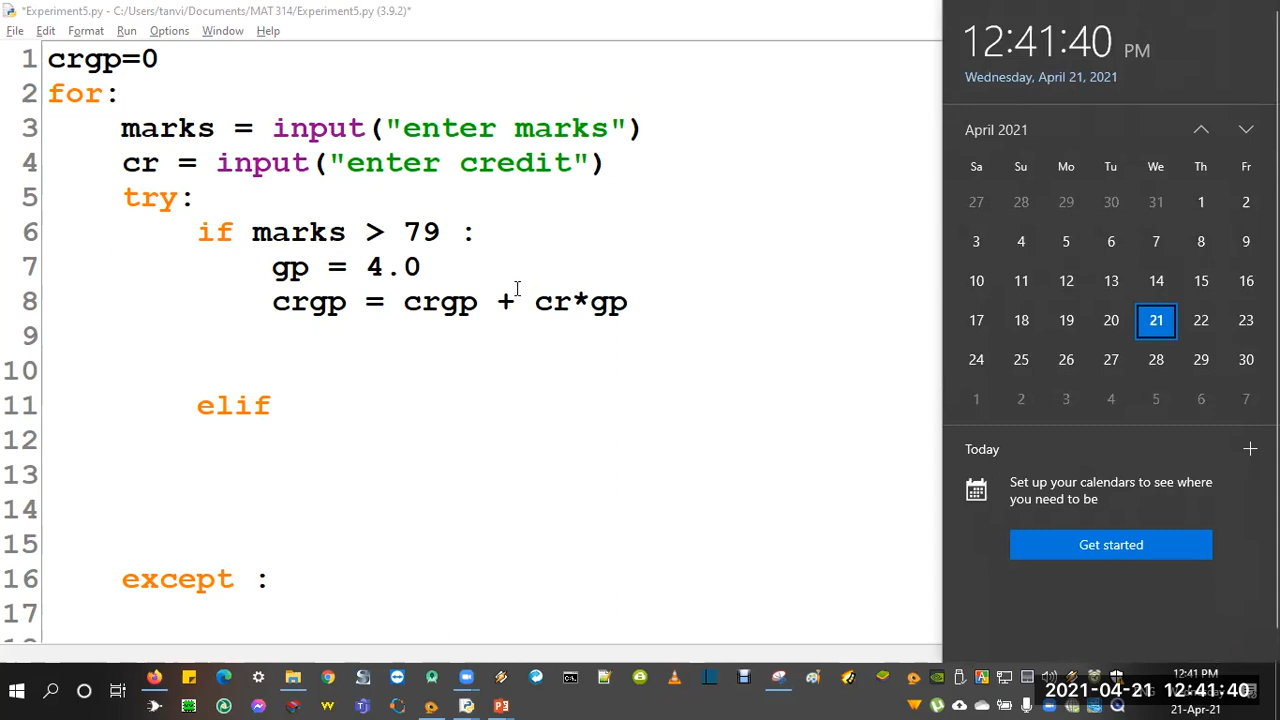 *Experiment5.py - C:/Users/tanvi/Documents/MAT314/Experiment5.py (3.9.2)*
File Edit Format Run Options Window Help
1 crgp=0
2 for:
3 marks = input("enter marks")
4 cr = input("enter credit")
5 try:
6 if marks > 79 :
7 gp = 4.0
8 crgp = crgp + cr*gp
9
10
11 elif
12
13
14
15
16 except :
17
12:41:40 PM
Wednesday, April 21, 2021
April 2021
Sa Su Mo Tu We Th Fr
27 28 29 30 31 1 2
3 4 5 6 7 8 9
10 11 12 13 14 15 16
17 18 19 20 21 22 23
24 25 26 27 28 29 30
1 2 3 4 5 6 7
Today
Set up your calendars to see where
you need to be
Get started
12:41 PM
2021-04-21 12:41:40
21-Apr-21